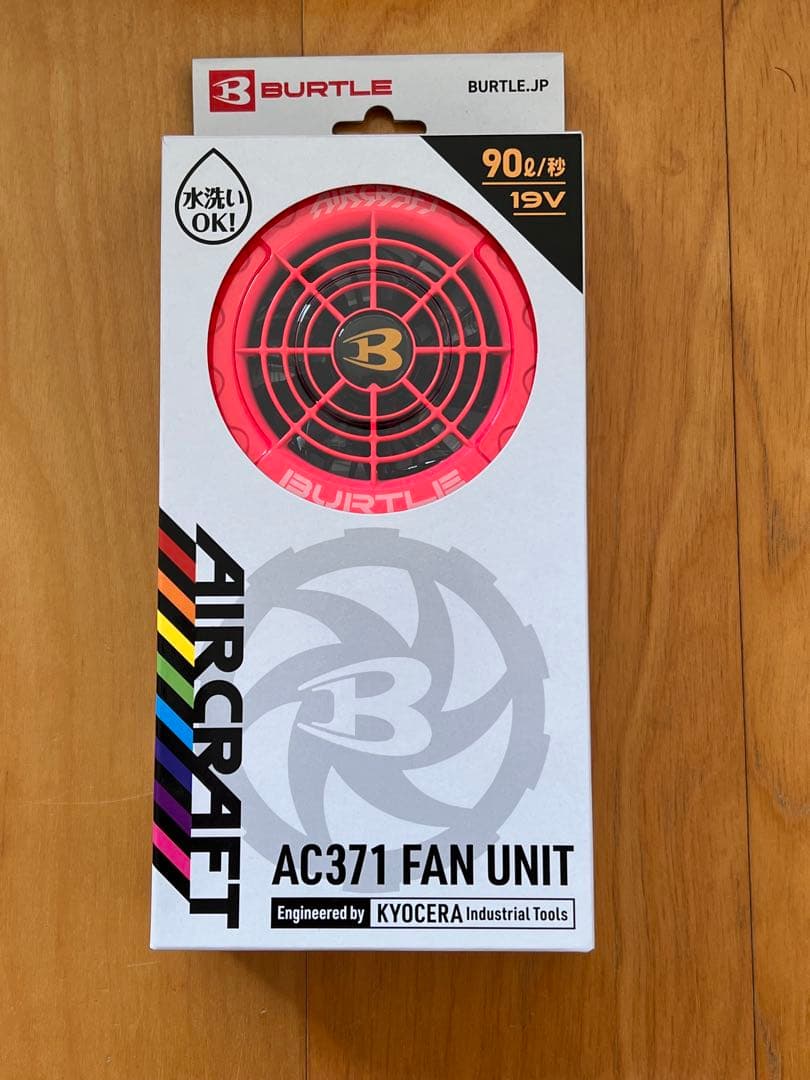 B BURTLE
BURTLE.JP
水洗い
OK!
90ℓ/秒
19V
AIRCRAFT
B
BURTLE
AIRCRAFT
B
AC371 FAN UNIT
Engineered by KYOCERA Industrial Tools